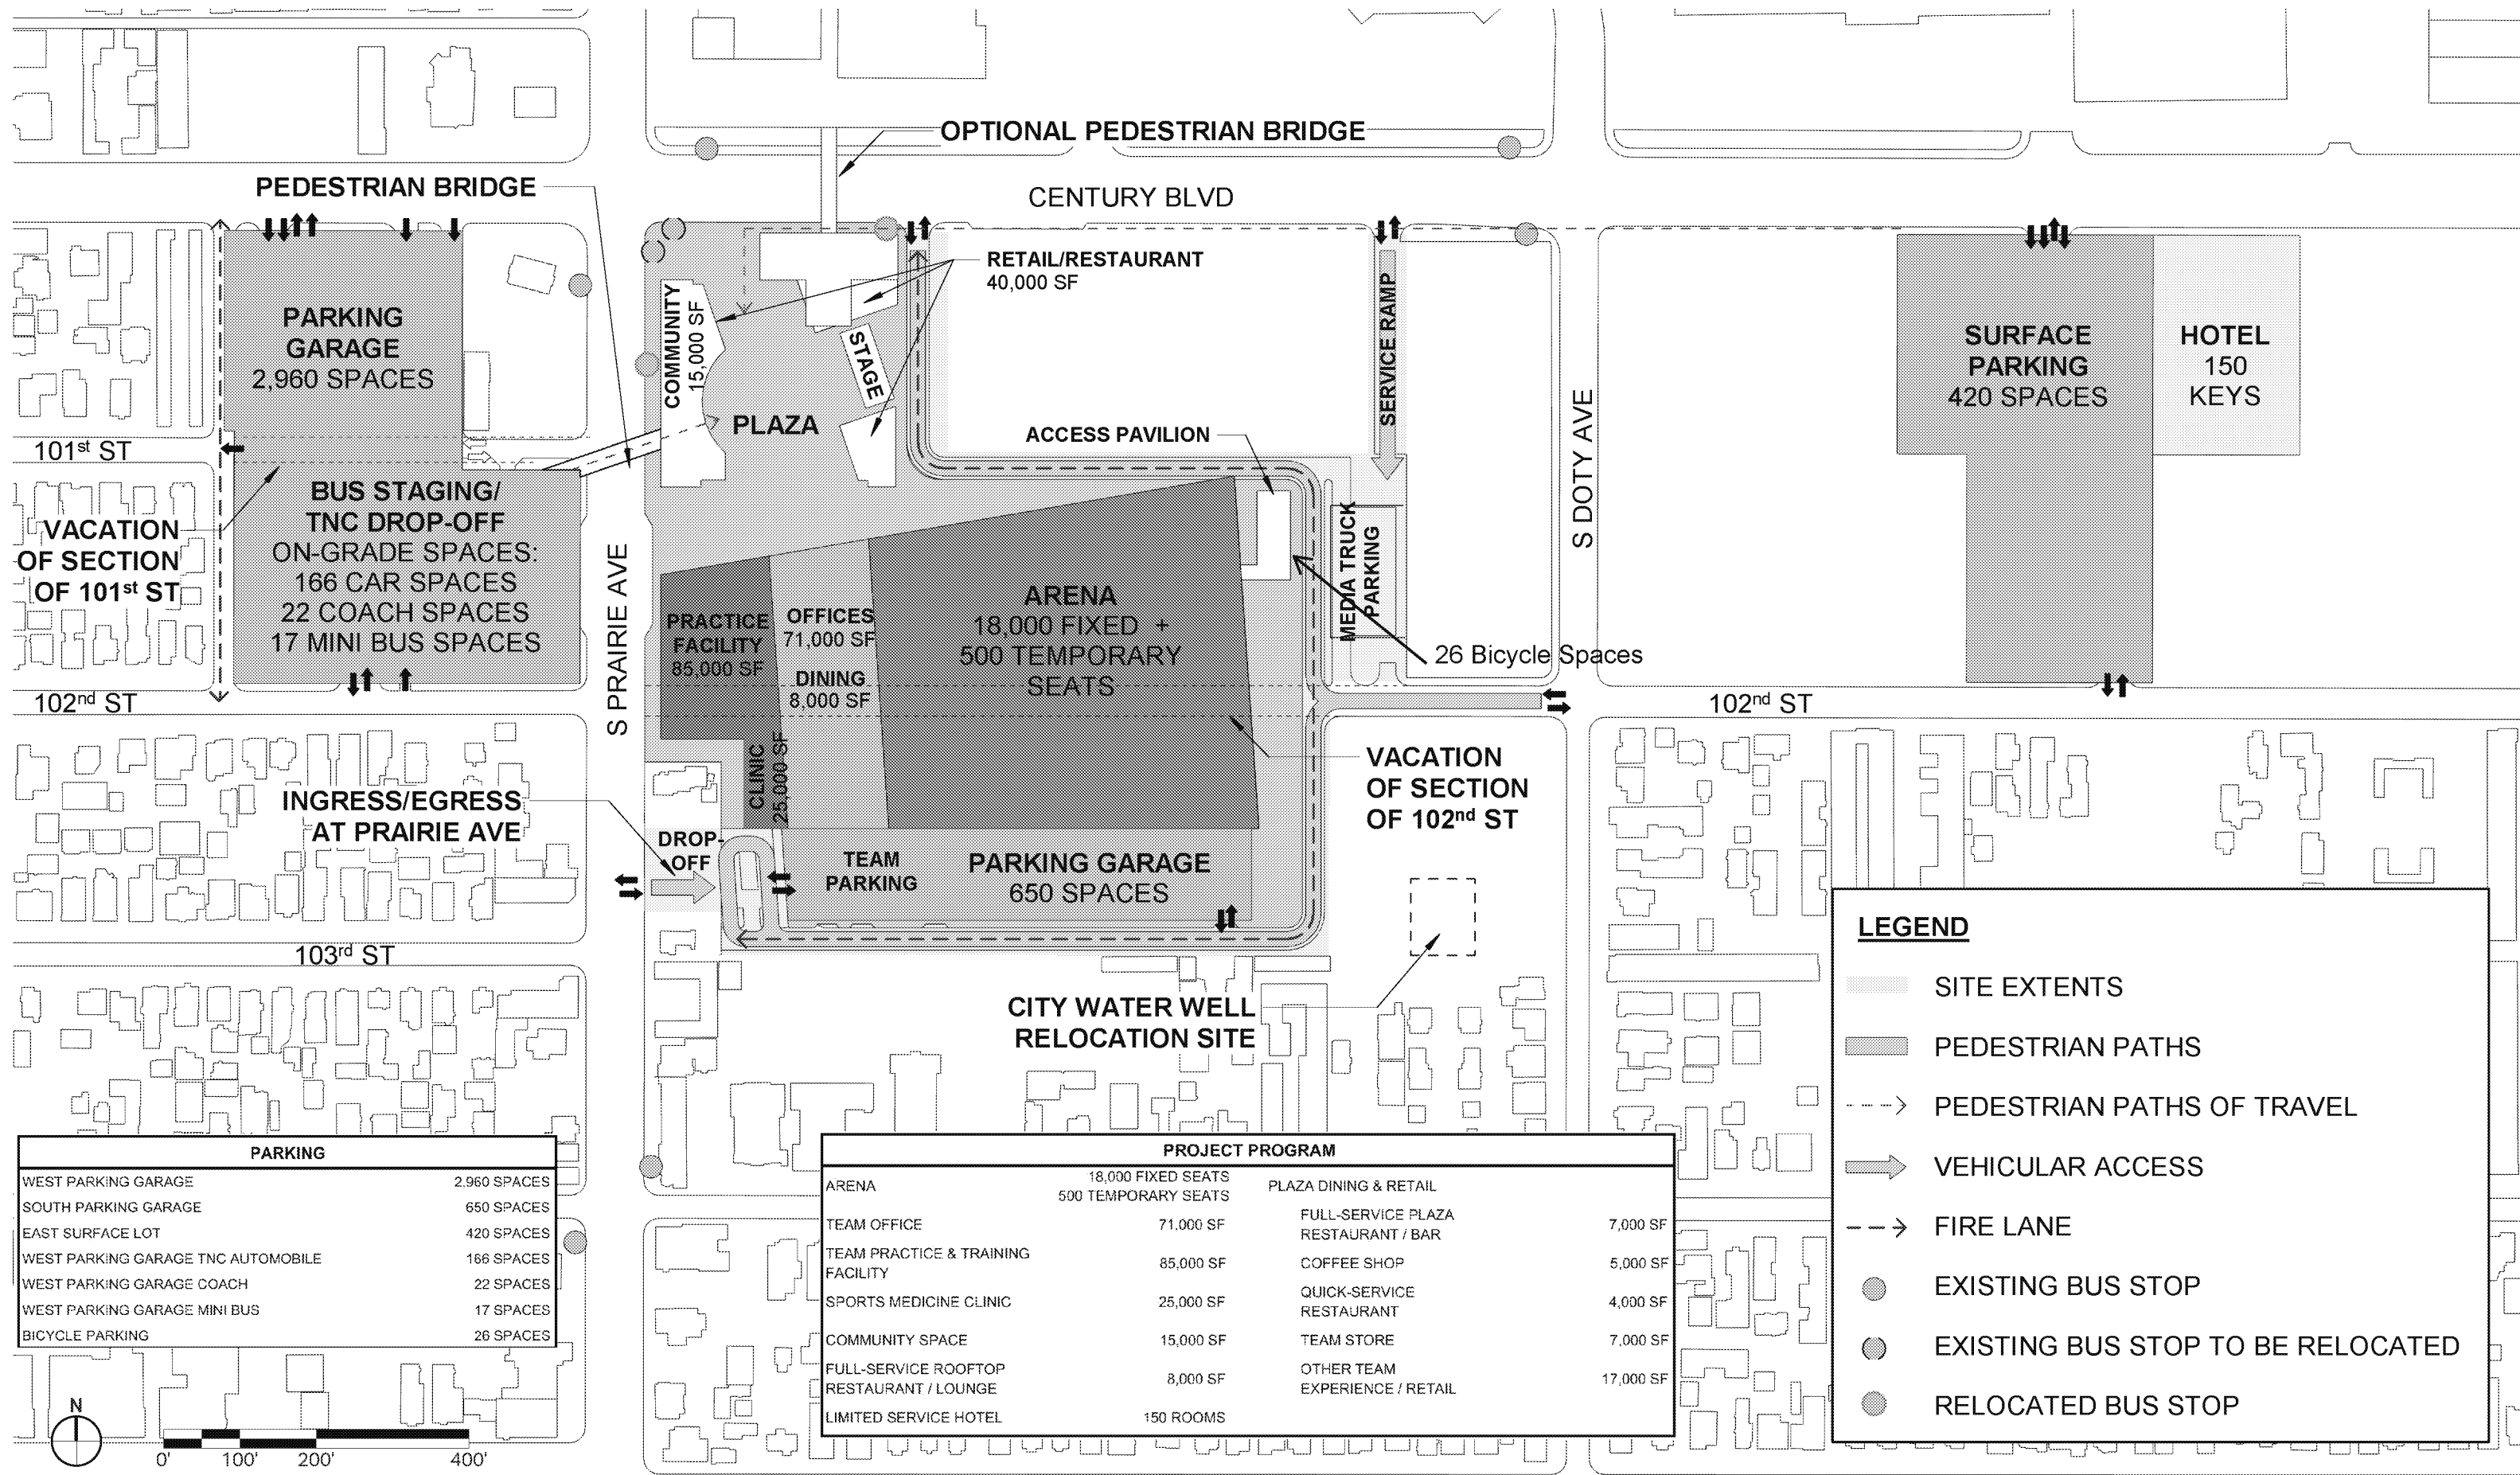 OPTIONAL PEDESTRIAN BRIDGE
PEDESTRIAN BRIDGE
CENTURY BLVD
RETAIL/RESTAURANT
40,000 SF
PARKING
GARAGE
2,960 SPACES
COMMUNITY
15,000 SF
STAGE
PLAZA
SERVICE RAMP
ACCESS PAVILION
SURFACE
PARKING
420 SPACES
HOTEL
150
KEYS
S DOTY AVE
101st ST
BUS STAGING/
TNC DROP-OFF
ON-GRADE SPACES:
166 CAR SPACES
22 COACH SPACES
17 MINI BUS SPACES
VACATION
OF SECTION
OF 101st ST
S PRAIRIE AVE
PRACTICE
FACILITY
85,000 SF
OFFICES
71,000 SF
DINING
8,000 SF
ARENA
18,000 FIXED +
500 TEMPORARY
SEATS
MEDIA TRUCK
PARKING
26 Bicycle Spaces
102nd ST
102nd ST
CLINIC
25,000 SF
VACATION
OF SECTION
OF 102nd ST
INGRESS/EGRESS
AT PRAIRIE AVE
DROP-
OFF
TEAM
PARKING
PARKING GARAGE
650 SPACES
103rd ST
CITY WATER WELL
RELOCATION SITE
LEGEND
SITE EXTENTS
PEDESTRIAN PATHS
PEDESTRIAN PATHS OF TRAVEL
VEHICULAR ACCESS
FIRE LANE
EXISTING BUS STOP
EXISTING BUS STOP TO BE RELOCATED
RELOCATED BUS STOP
PARKING
WEST PARKING GARAGE 2,960 SPACES
SOUTH PARKING GARAGE 650 SPACES
EAST SURFACE LOT 420 SPACES
WEST PARKING GARAGE TNC AUTOMOBILE 166 SPACES
WEST PARKING GARAGE COACH 22 SPACES
WEST PARKING GARAGE MINI BUS 17 SPACES
BICYCLE PARKING 26 SPACES
PROJECT PROGRAM
ARENA 18,000 FIXED SEATS
500 TEMPORARY SEATS
TEAM OFFICE 71,000 SF
TEAM PRACTICE & TRAINING
FACILITY 85,000 SF
SPORTS MEDICINE CLINIC 25,000 SF
COMMUNITY SPACE 15,000 SF
FULL-SERVICE ROOFTOP
RESTAURANT / LOUNGE 8,000 SF
LIMITED SERVICE HOTEL 150 ROOMS
PLAZA DINING & RETAIL
FULL-SERVICE PLAZA
RESTAURANT / BAR 7,000 SF
COFFEE SHOP 5,000 SF
QUICK-SERVICE
RESTAURANT 4,000 SF
TEAM STORE 7,000 SF
OTHER TEAM
EXPERIENCE / RETAIL 17,000 SF
N
0' 100' 200' 400'